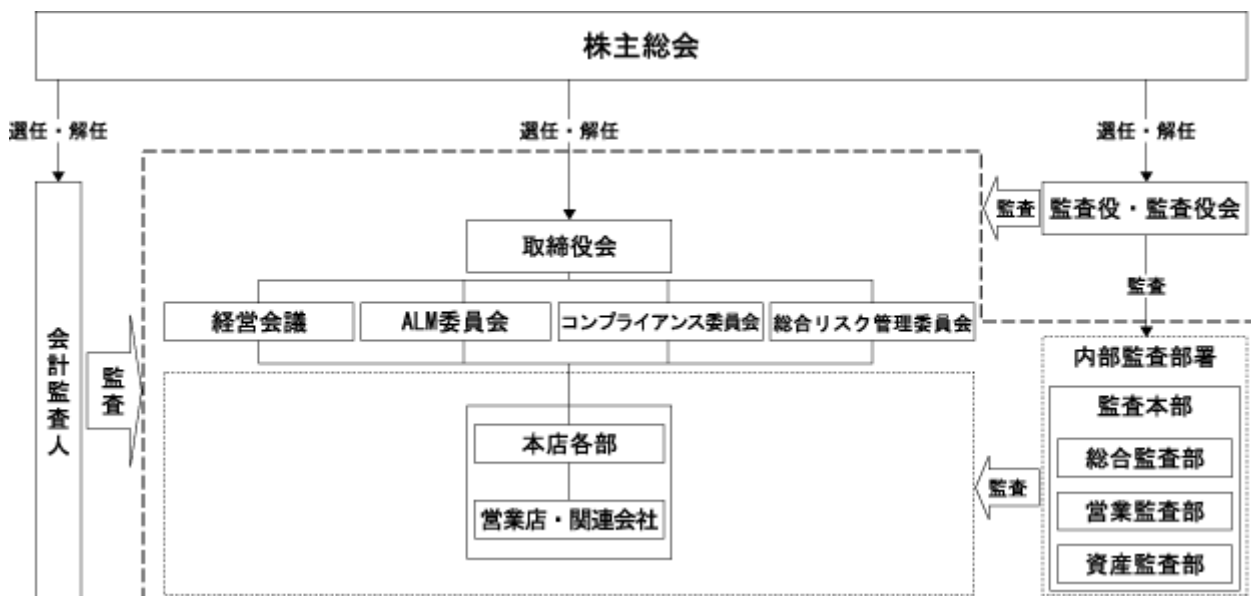 株主総会
選任・解任
選任・解任
選任・解任
監査
監査役・監査役会
取締役会
監査
経営会議
ALM委員会
コンプライアンス委員会
総合リスク管理委員会
会計監査人
監査
内部監査部署
監査本部
本店各部
総合監査部
監査
営業店・関連会社
営業監査部
資産監査部